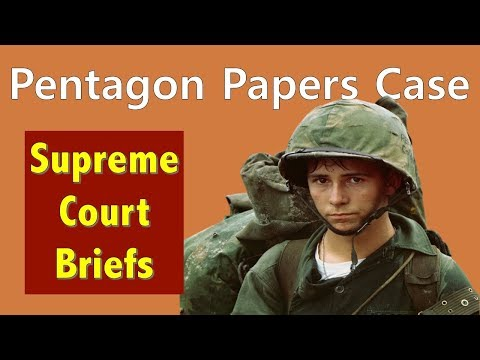 Pentagon Papers Case
Supreme
Court
Briefs